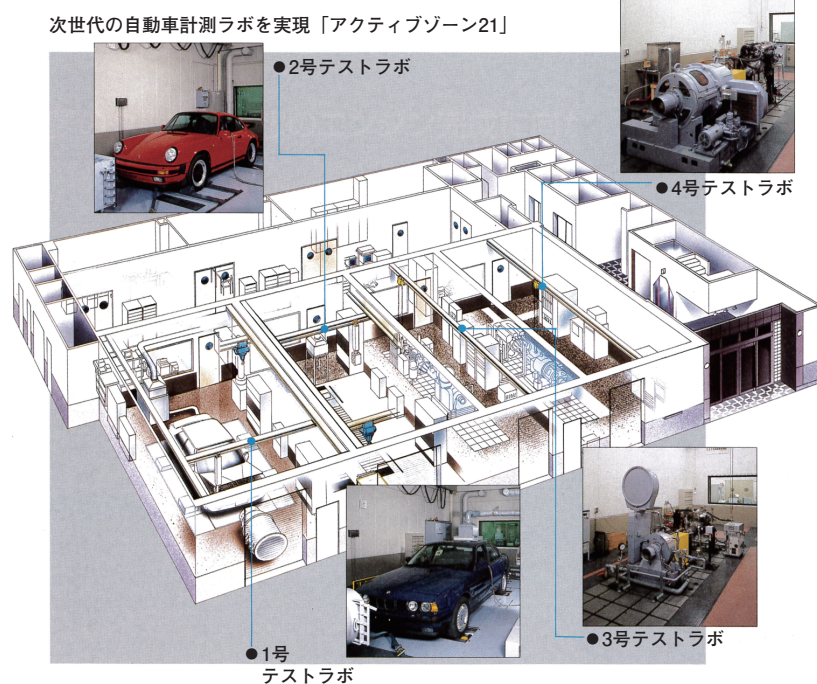 次世代の自動車計測ラボを実現「アクティブゾーン21」
●2号テストラボ
●4号テストラボ
●3号テストラボ
●1号
テストラボ